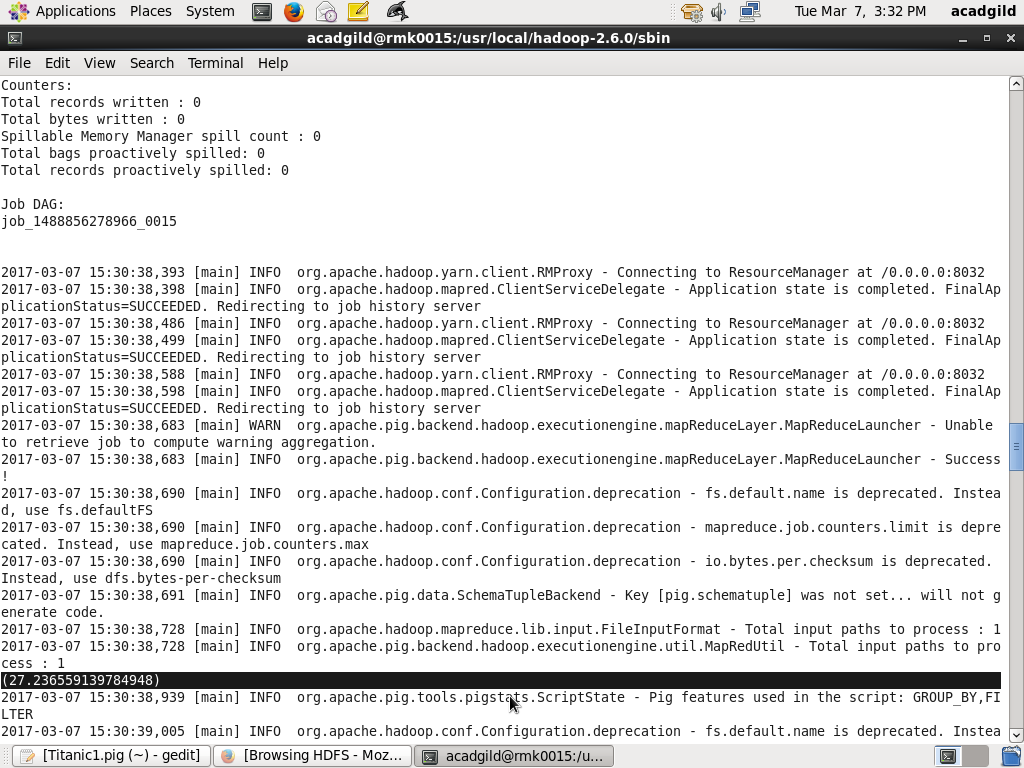 Applications Places System Tue Mar 7, 3:32 PM acadgild
acadgild@rmk0015:/usr/local/hadoop-2.6.0/sbin
File Edit View Search Terminal Help
Counters:
Total records written : 0
Total bytes written : 0
Spillable Memory Manager spill count : 0
Total bags proactively spilled: 0
Total records proactively spilled: 0
Job DAG:
job_1488856278966_0015
2017-03-07 15:30:38,393 [main] INFO  org.apache.hadoop.yarn.client.RMProxy - Connecting to ResourceManager at /0.0.0.0:8032
2017-03-07 15:30:38,398 [main] INFO  org.apache.hadoop.mapred.ClientServiceDelegate - Application state is completed. FinalAp
plicationStatus=SUCCEEDED. Redirecting to job history server
2017-03-07 15:30:38,486 [main] INFO  org.apache.hadoop.yarn.client.RMProxy - Connecting to ResourceManager at /0.0.0.0:8032
2017-03-07 15:30:38,499 [main] INFO  org.apache.hadoop.mapred.ClientServiceDelegate - Application state is completed. FinalAp
plicationStatus=SUCCEEDED. Redirecting to job history server
2017-03-07 15:30:38,588 [main] INFO  org.apache.hadoop.yarn.client.RMProxy - Connecting to ResourceManager at /0.0.0.0:8032
2017-03-07 15:30:38,598 [main] INFO  org.apache.hadoop.mapred.ClientServiceDelegate - Application state is completed. FinalAp
plicationStatus=SUCCEEDED. Redirecting to job history server
2017-03-07 15:30:38,683 [main] WARN  org.apache.pig.backend.hadoop.executionengine.mapReduceLayer.MapReduceLauncher - Unable
to retrieve job to compute warning aggregation.
2017-03-07 15:30:38,683 [main] INFO  org.apache.pig.backend.hadoop.executionengine.mapReduceLayer.MapReduceLauncher - Success
!
2017-03-07 15:30:38,690 [main] INFO  org.apache.hadoop.conf.Configuration.deprecation - fs.default.name is deprecated. Instea
d, use fs.defaultFS
2017-03-07 15:30:38,690 [main] INFO  org.apache.hadoop.conf.Configuration.deprecation - mapreduce.job.counters.limit is depre
cated. Instead, use mapreduce.job.counters.max
2017-03-07 15:30:38,690 [main] INFO  org.apache.hadoop.conf.Configuration.deprecation - io.bytes.per.checksum is deprecated.
Instead, use dfs.bytes-per-checksum
2017-03-07 15:30:38,691 [main] INFO  org.apache.pig.data.SchemaTupleBackend - Key [pig.schematuple] was not set... will not g
enerate code.
2017-03-07 15:30:38,728 [main] INFO  org.apache.hadoop.mapreduce.lib.input.FileInputFormat - Total input paths to process : 1
2017-03-07 15:30:38,728 [main] INFO  org.apache.pig.backend.hadoop.executionengine.util.MapRedUtil - Total input paths to pro
cess : 1
(27.236559139784948)
2017-03-07 15:30:38,939 [main] INFO  org.apache.pig.tools.pigstats.ScriptState - Pig features used in the script: GROUP_BY,FI
LTER
2017-03-07 15:30:39,005 [main] INFO  org.apache.hadoop.conf.Configuration.deprecation - fs.default.name is deprecated. Instea
[Titanic1.pig (~) - gedit] [Browsing HDFS - Moz... acadgild@rmk0015:/u...